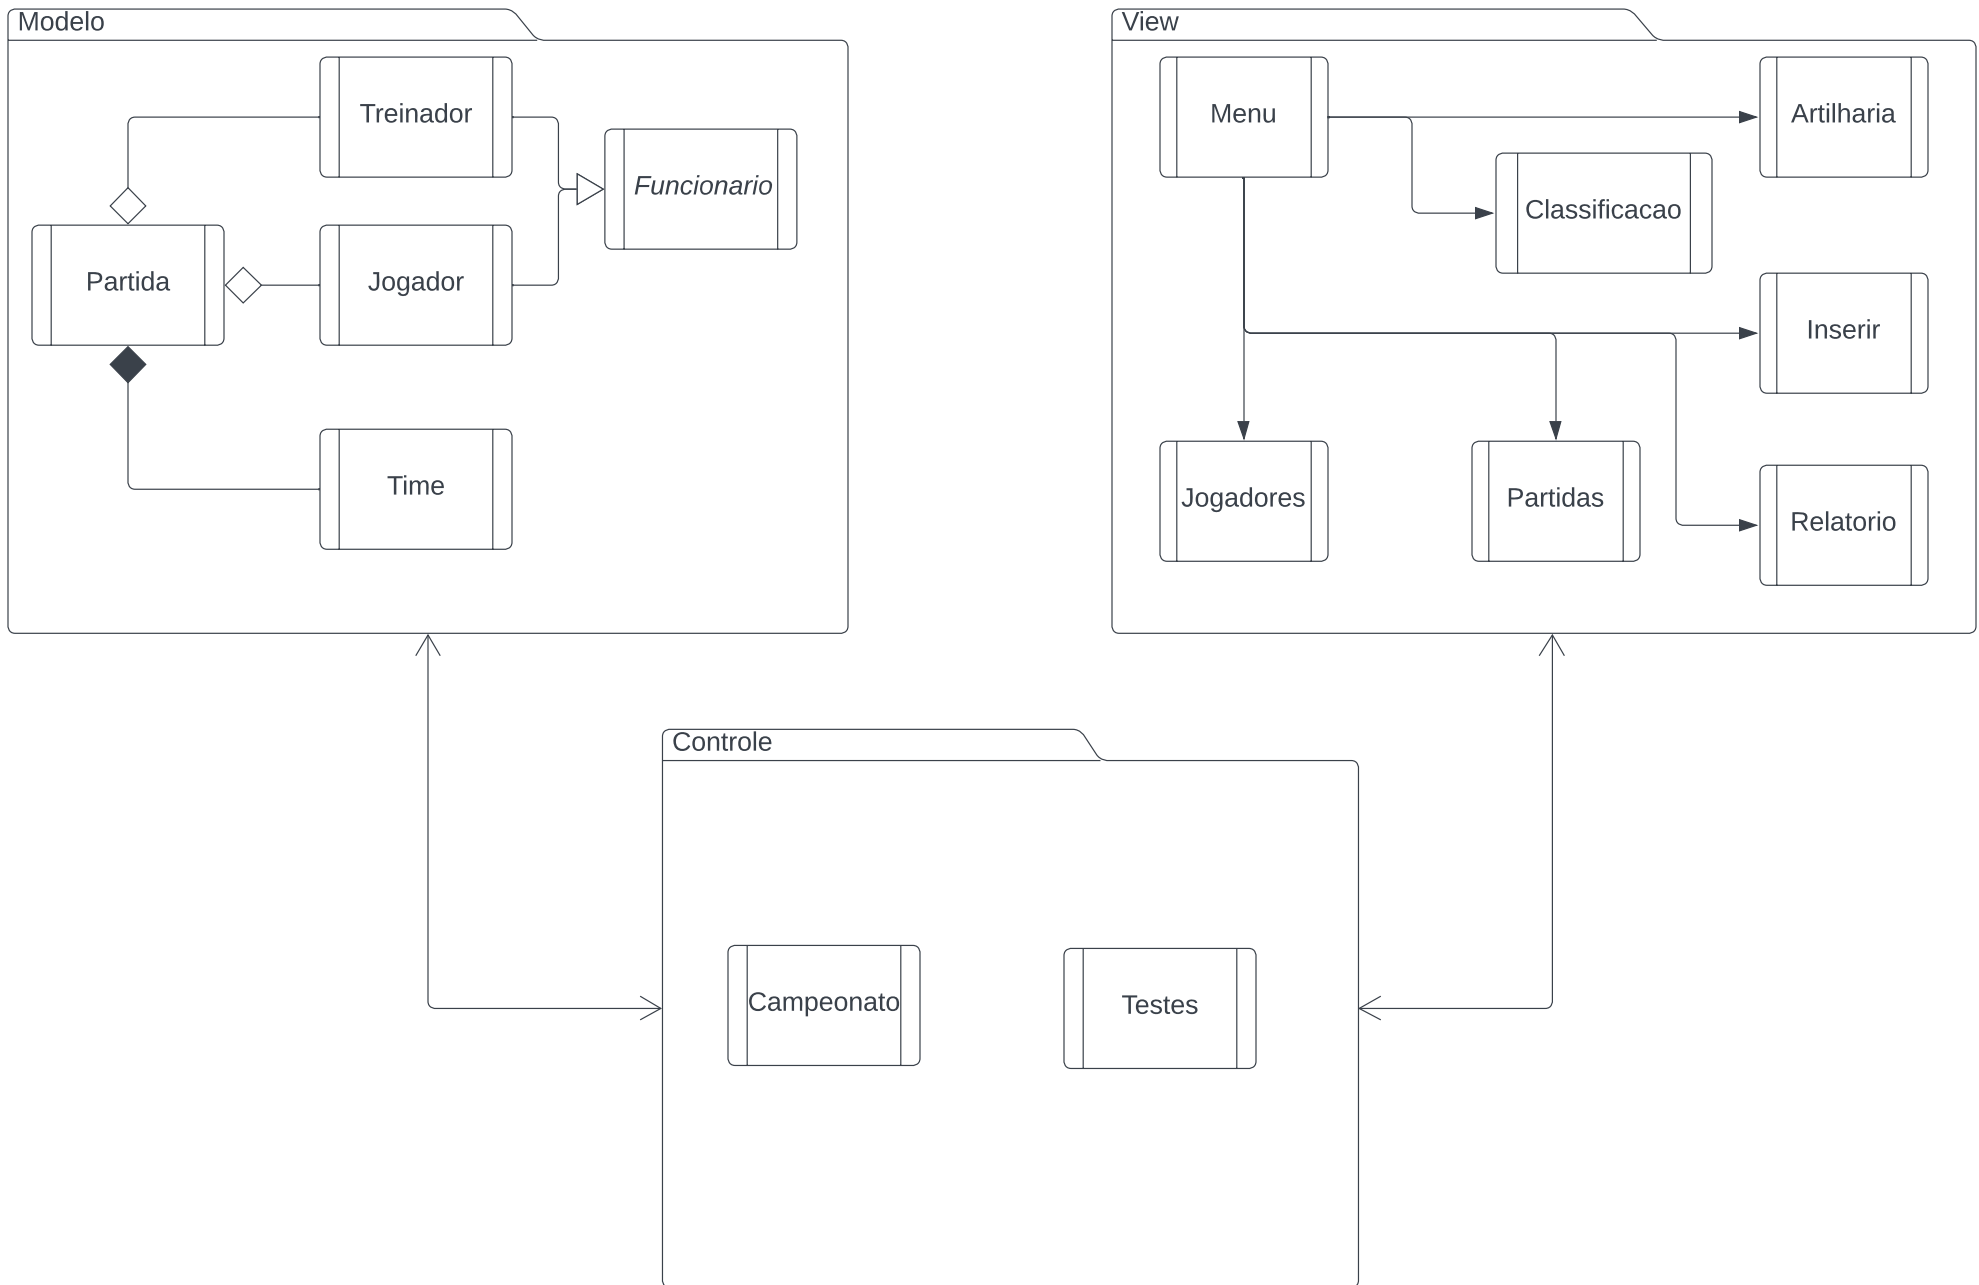 Modelo
Treinador
Funcionario
Partida
Jogador
Time
View
Menu
Artilharia
Classificacao
Inserir
Jogadores
Partidas
Relatorio
Controle
Campeonato
Testes